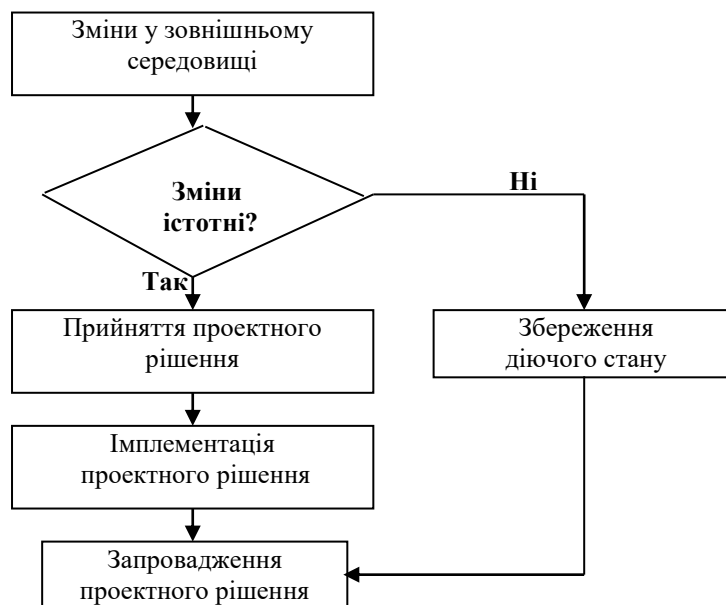 Зміни у зовнішньому
середовищі
Зміни
істотні?
Ні
Так
Прийняття проектного
рішення
Збереження
діючого стану
Імплементація
проектного рішення
Запровадження
проектного рішення